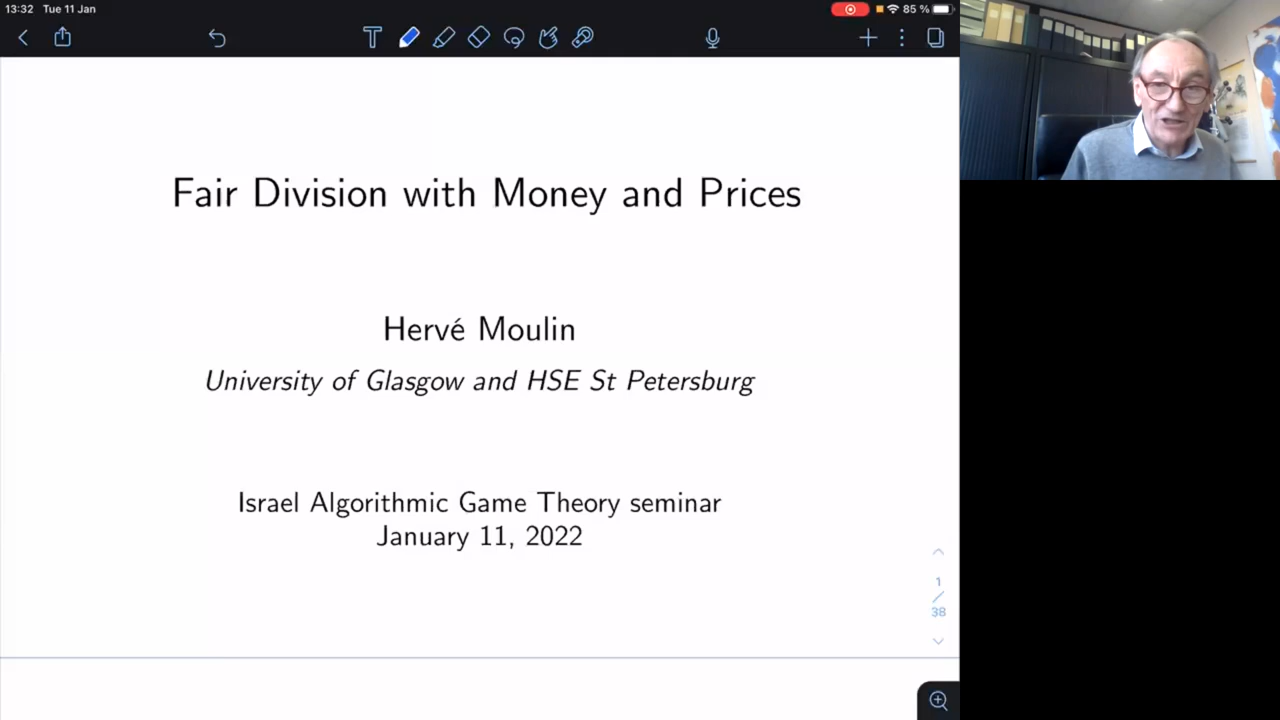 13:32 Tue 11 Jan
85 %
T
Fair Division with Money and Prices
Hervé Moulin
University of Glasgow and HSE St Petersburg
Israel Algorithmic Game Theory seminar
January 11, 2022
1
/
38